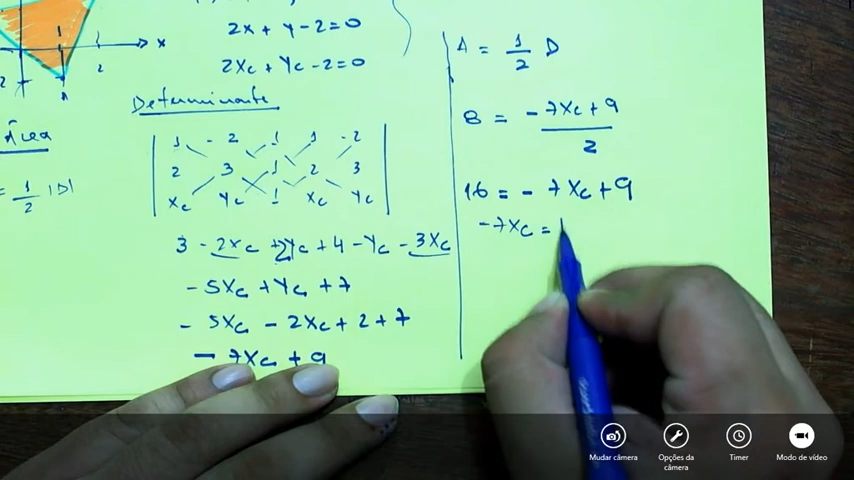 2x + y - 2 = 0
2xc + yc - 2 = 0
Determinante
1 -2 1 1 -2
2 3 1 2 3
xc yc 1 xc yc
3 - 2xc + 2yc + 4 - yc - 3xc
- 5xc + yc + 7
- 5xc - 2xc + 2 + 7
- 7xc + 9
x
1
2
Área
= 1/2 |D|
A = 1/2 D
8 = (-7xc + 9)/2
16 = - 7xc + 9
-7xc =
Mudar câmera
Opções da câmera
Timer
Modo de vídeo